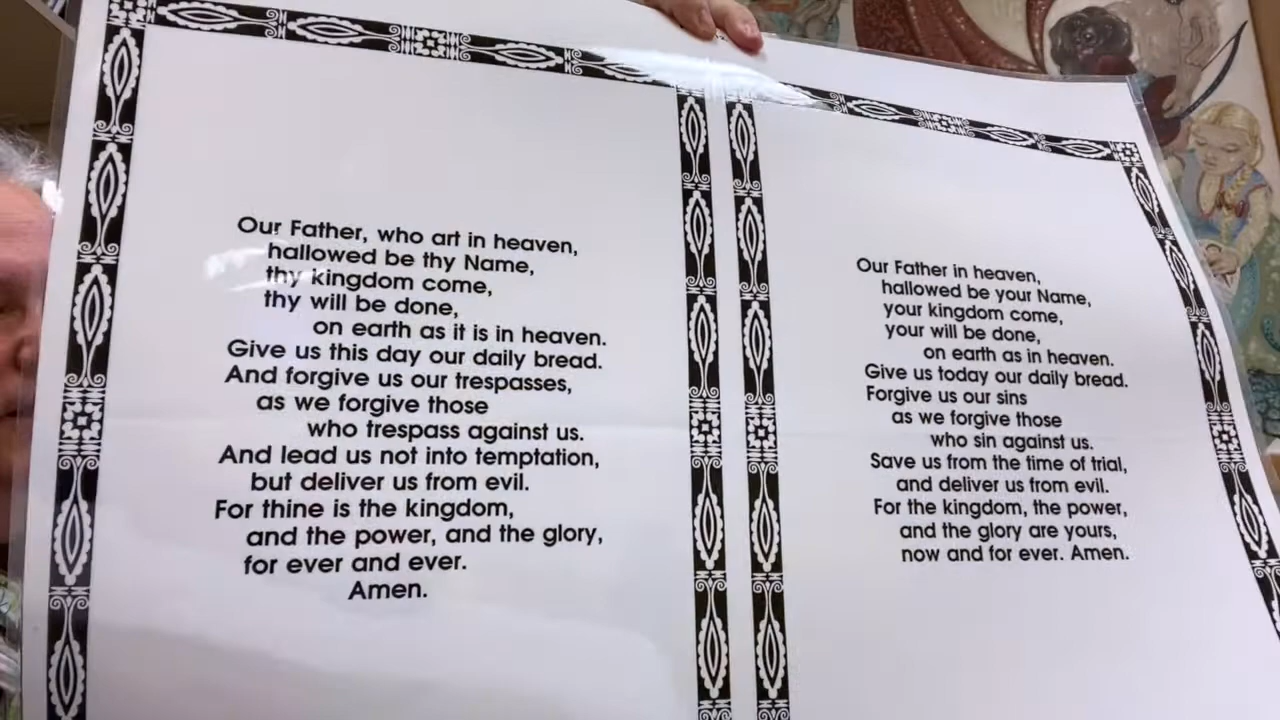 Our Father, who art in heaven,
hallowed be thy Name,
thy kingdom come,
thy will be done,
on earth as it is in heaven.
Give us this day our daily bread.
And forgive us our trespasses,
as we forgive those
who trespass against us.
And lead us not into temptation,
but deliver us from evil.
For thine is the kingdom,
and the power, and the glory,
for ever and ever.
Amen.
Our Father in heaven,
hallowed be your Name,
your kingdom come,
your will be done,
on earth as in heaven.
Give us today our daily bread.
Forgive us our sins
as we forgive those
who sin against us.
Save us from the time of trial,
and deliver us from evil.
For the kingdom, the power,
and the glory are yours,
now and for ever. Amen.